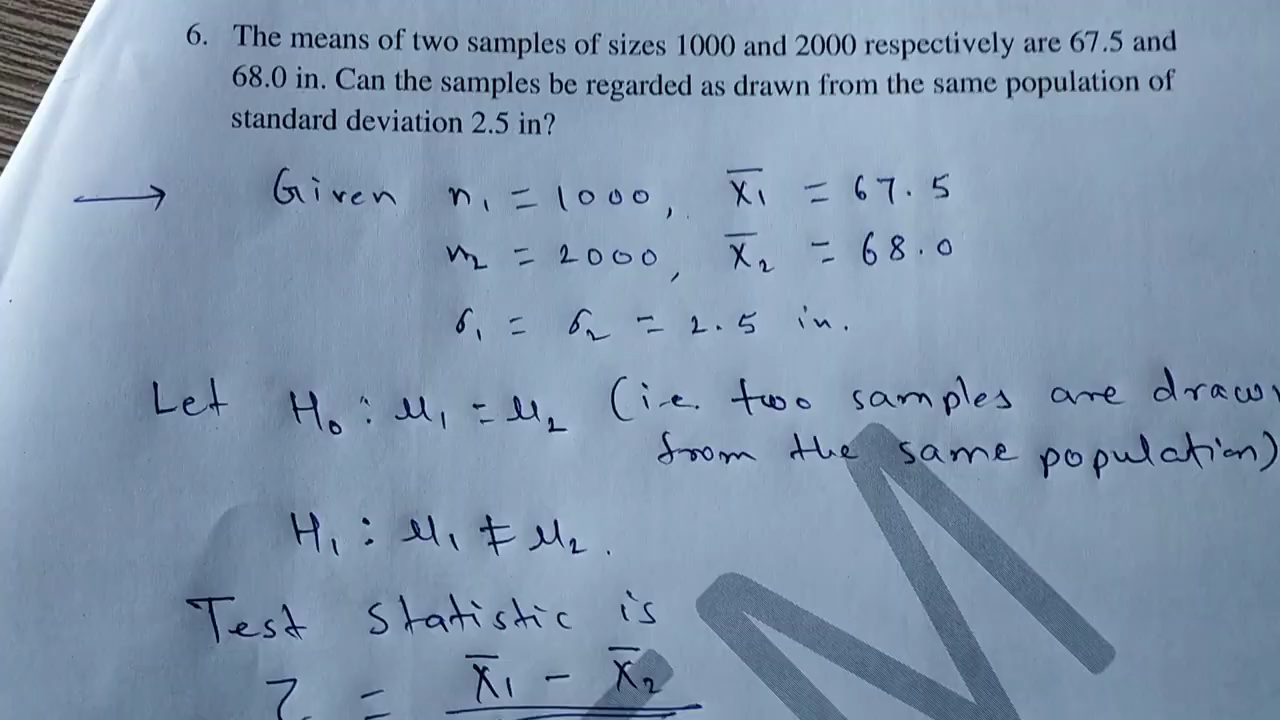 6. The means of two samples of sizes 1000 and 2000 respectively are 67.5 and
68.0 in. Can the samples be regarded as drawn from the same population of
standard deviation 2.5 in?
→ Given n₁ = 1000, X̅₁ = 67.5
n₂ = 2000, X̅₂ = 68.0
σ₁ = σ₂ = 2.5 in.
Let H₀ : μ₁ = μ₂ (i.e. two samples are drawn
from the same population)
H₁ : μ₁ ≠ μ₂.
Test statistic is
Z = X̅₁ - X̅₂